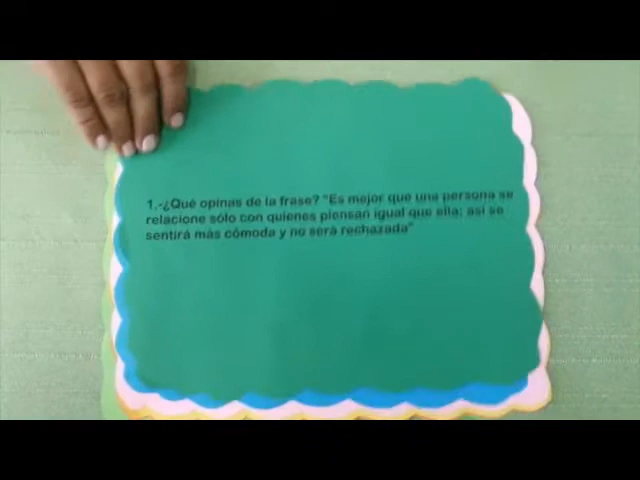 1.-¿Qué opinas de la frase? "Es mejor que una persona se
relacione sólo con quienes piensan igual que ella; así se
sentirá más cómoda y no será rechazada"